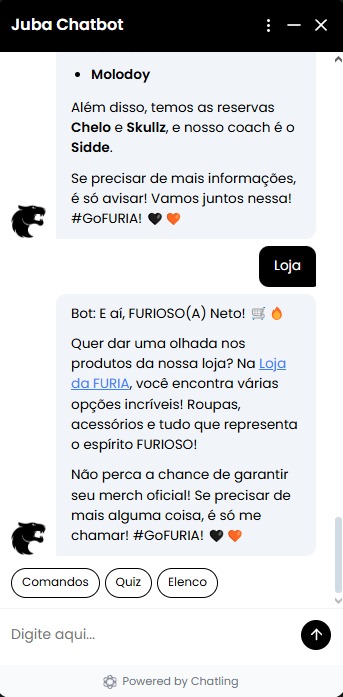 Juba Chatbot
• Molodoy
Além disso, temos as reservas
Chelo e Skullz, e nosso coach é o
Sidde.
Se precisar de mais informações,
é só avisar! Vamos juntos nessa!
#GoFURIA! 🖤 🧡
Loja
Bot: E aí, FURIOSO(A) Neto! 🛒 🔥
Quer dar uma olhada nos
produtos da nossa loja? Na Loja
da FURIA, você encontra várias
opções incríveis! Roupas,
acessórios e tudo que representa
o espírito FURIOSO!
Não perca a chance de garantir
seu merch oficial! Se precisar de
mais alguma coisa, é só me
chamar! #GoFURIA! 🖤 🧡
Comandos Quiz Elenco
Digite aqui...
Powered by Chatling